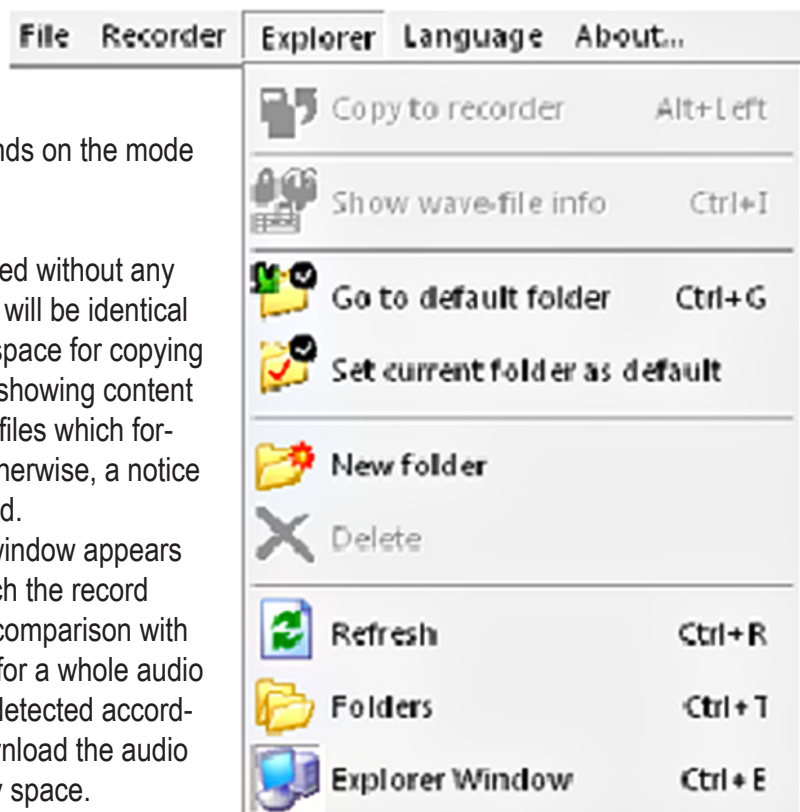 File Recorder Explorer Language About...
Copy to recorder Alt+Left
Show wave-file info Ctrl+I
Go to default folder Ctrl+G
Set current folder as default
New folder
Delete
Refresh Ctrl+R
Folders Ctrl+T
Explorer Window Ctrl+E
nds on the mode
ed without any
will be identical
space for copying
showing content
files which for-
herwise, a notice
d.
window appears
ch the record
comparison with
for a whole audio
detected accord-
wnload the audio
y space.